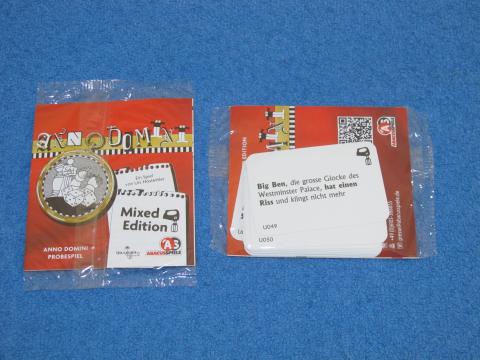 ANNO DOMINI
Ein Spiel
von Urs Hostettler
Mixed
Edition
ANNO DOMINI -
PROBESPIEL
ABACUSSPIELE
EDITION
ABACUSSPIELE
Big Ben, die grosse Glocke des
Westminster Palace, hat einen
Riss und klingt nicht mehr
U049
U050